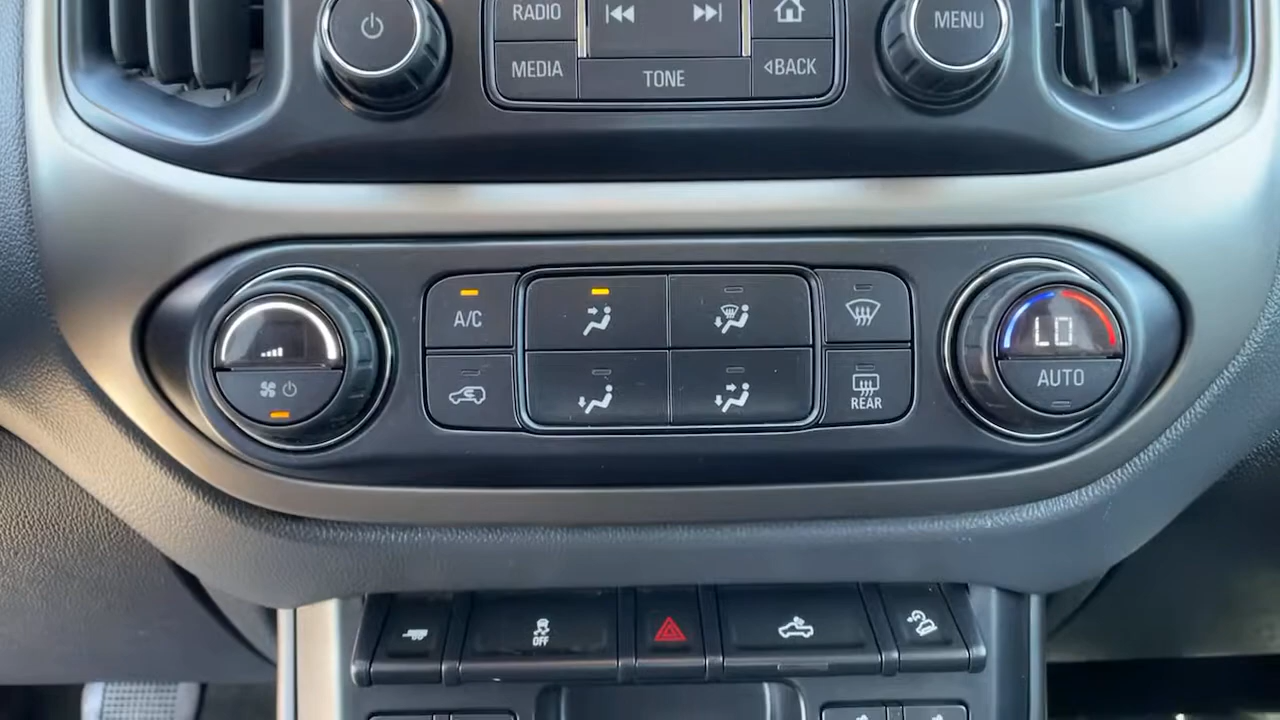 RADIO
MENU
MEDIA
TONE
BACK
A/C
LO
AUTO
REAR
OFF